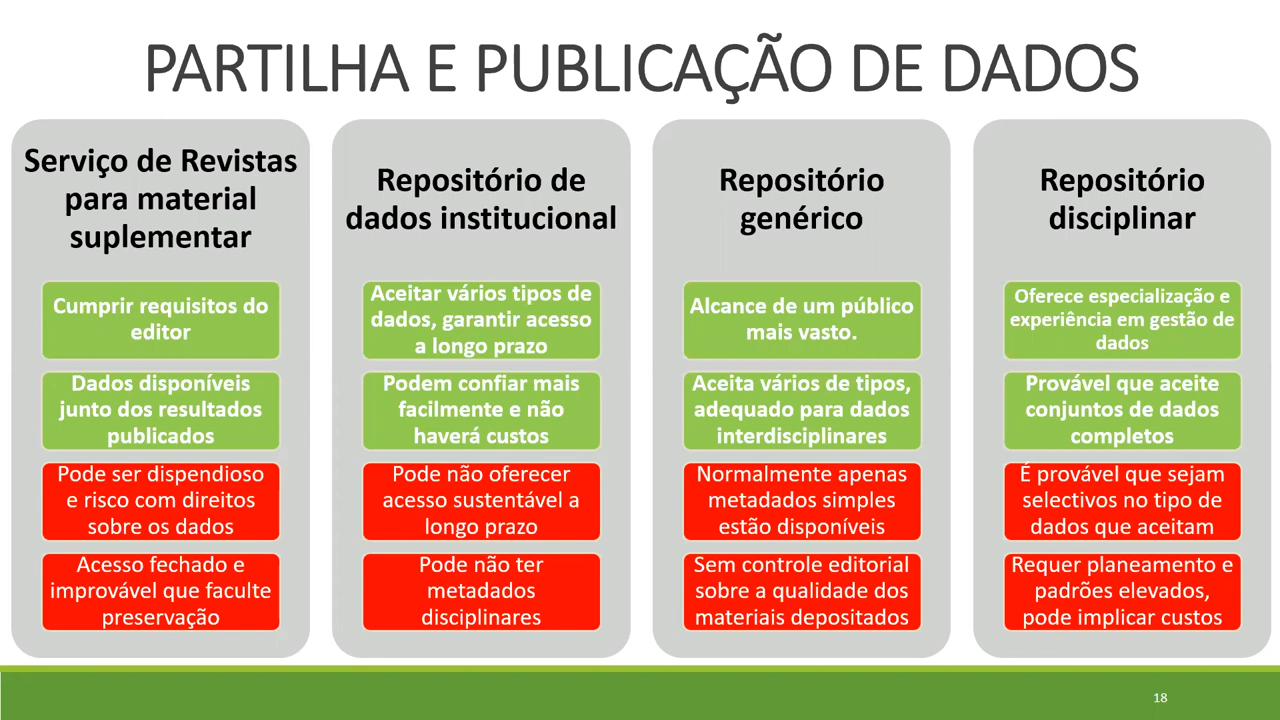 PARTILHA E PUBLICAÇÃO DE DADOS
Serviço de Revistas
para material
suplementar
Cumprir requisitos do
editor
Dados disponíveis
junto dos resultados
publicados
Pode ser dispendioso
e risco com direitos
sobre os dados
Acesso fechado e
improvável que faculte
preservação
Repositório de
dados institucional
Aceitar vários tipos de
dados, garantir acesso
a longo prazo
Podem confiar mais
facilmente e não
haverá custos
Pode não oferecer
acesso sustentável a
longo prazo
Pode não ter
metadados
disciplinares
Repositório
genérico
Alcance de um público
mais vasto.
Aceita vários de tipos,
adequado para dados
interdisciplinares
Normalmente apenas
metadados simples
estão disponíveis
Sem controle editorial
sobre a qualidade dos
materiais depositados
Repositório
disciplinar
Oferece especialização e
experiência em gestão de
dados
Provável que aceite
conjuntos de dados
completos
É provável que sejam
selectivos no tipo de
dados que aceitam
Requer planeamento e
padrões elevados,
pode implicar custos
18